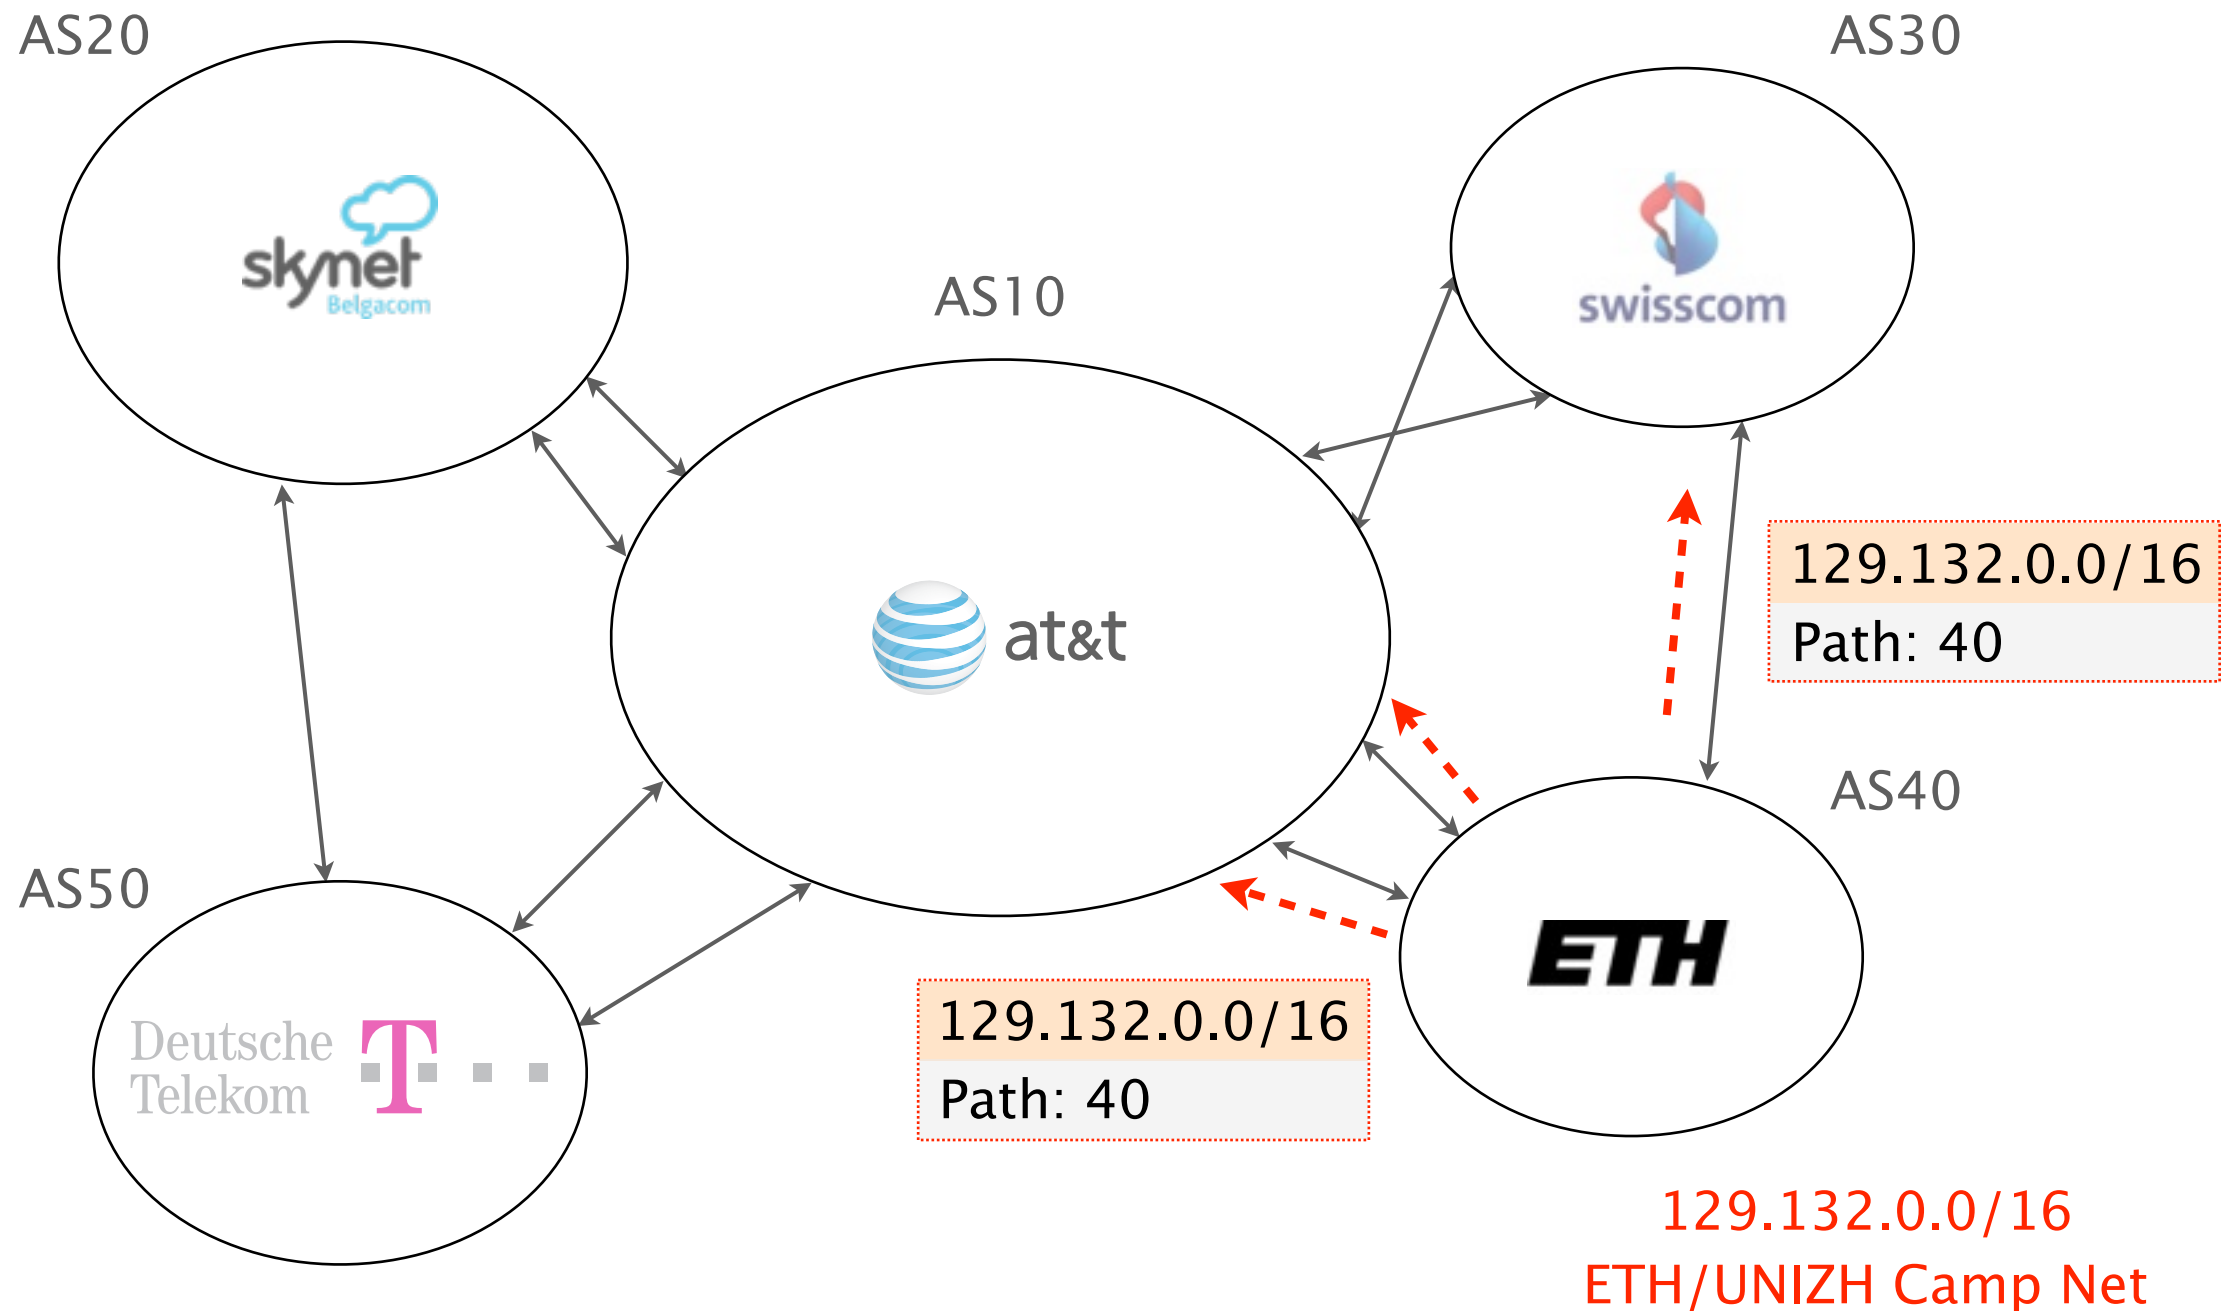 AS20
AS30
skynet
Belgacom
swisscom
AS10
at&t
129.132.0.0/16
Path: 40
AS40
AS50
ETH
Deutsche
Telekom
T
129.132.0.0/16
Path: 40
129.132.0.0/16
ETH/UNIZH Camp Net